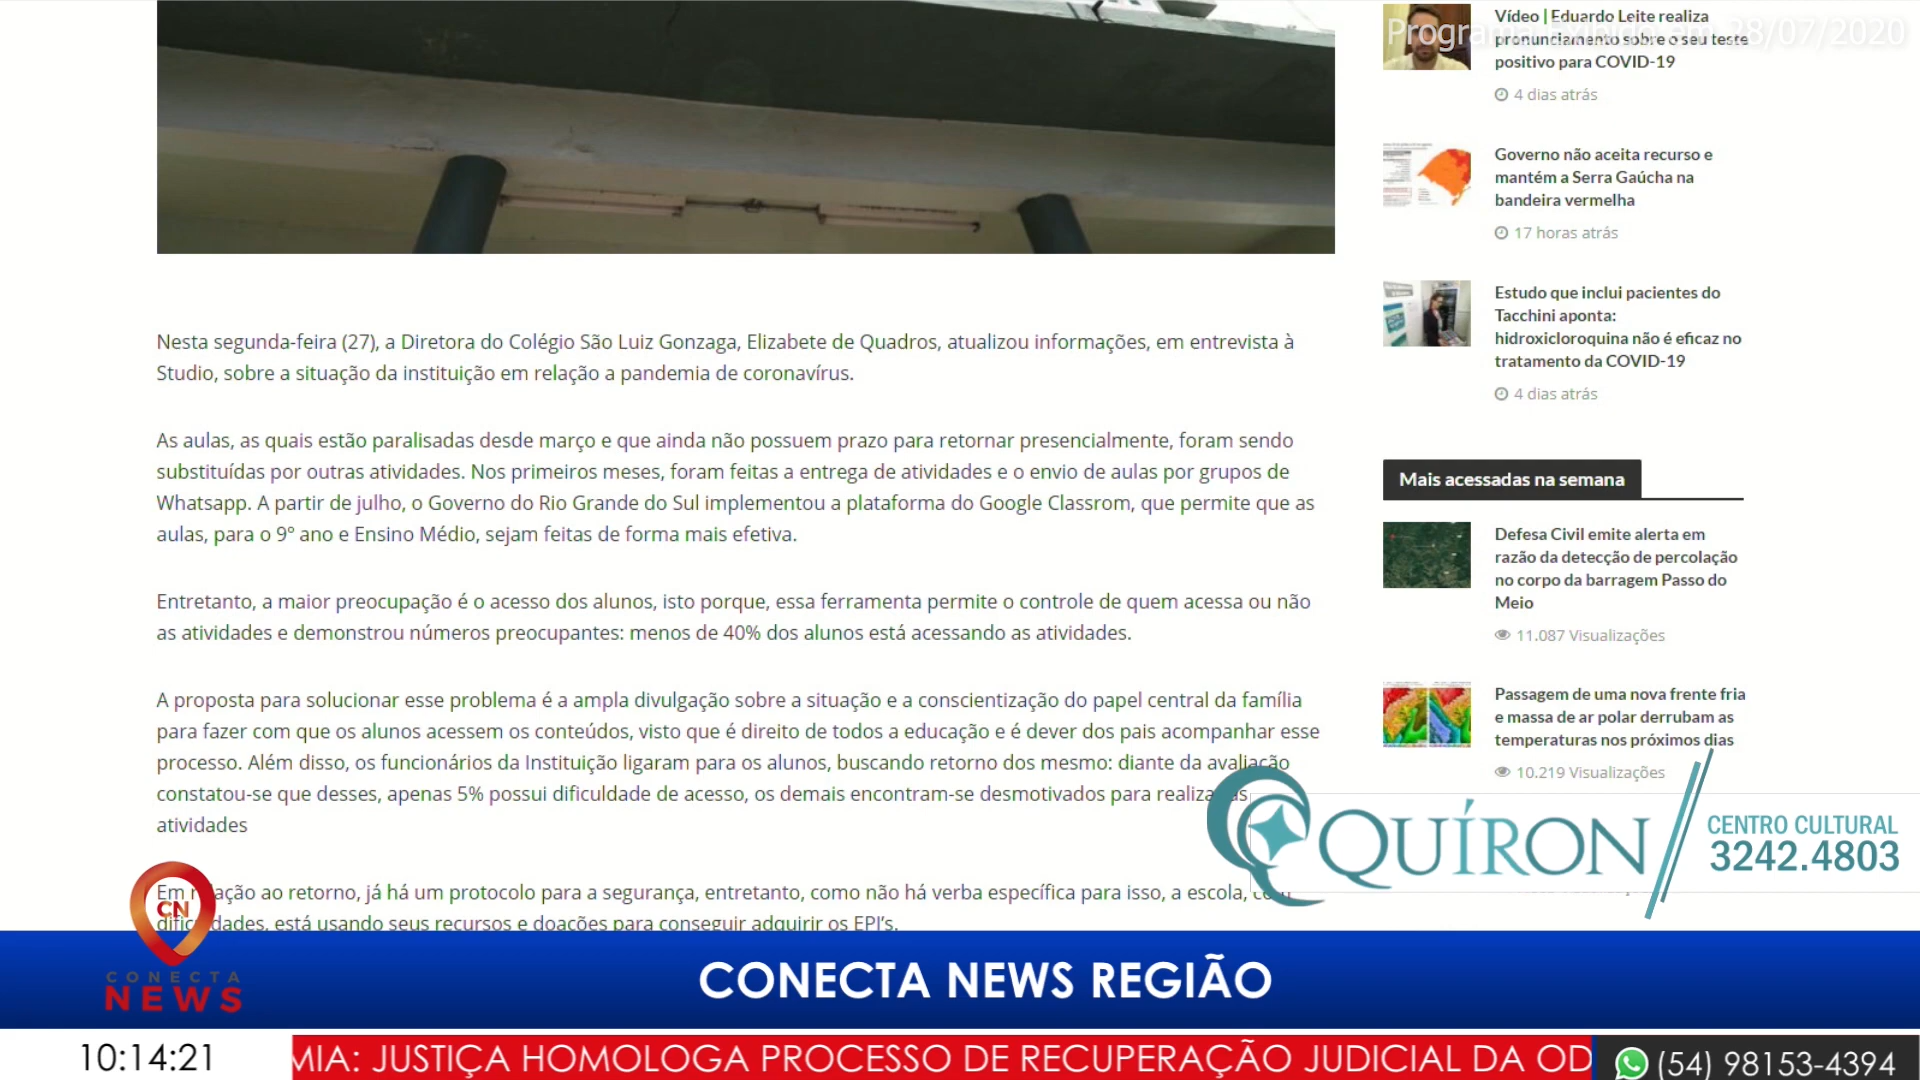 Programa Exibido em 28/07/2020
Vídeo | Eduardo Leite realiza
pronunciamento sobre o seu teste
positivo para COVID-19
4 dias atrás
Governo não aceita recurso e
mantém a Serra Gaúcha na
bandeira vermelha
17 horas atrás
Estudo que inclui pacientes do
Tacchini aponta:
hidroxicloroquina não é eficaz no
tratamento da COVID-19
4 dias atrás
Nesta segunda-feira (27), a Diretora do Colégio São Luiz Gonzaga, Elizabete de Quadros, atualizou informações, em entrevista à
Studio, sobre a situação da instituição em relação a pandemia de coronavírus.
As aulas, as quais estão paralisadas desde março e que ainda não possuem prazo para retornar presencialmente, foram sendo
substituídas por outras atividades. Nos primeiros meses, foram feitas a entrega de atividades e o envio de aulas por grupos de
Whatsapp. A partir de julho, o Governo do Rio Grande do Sul implementou a plataforma do Google Classrom, que permite que as
aulas, para o 9º ano e Ensino Médio, sejam feitas de forma mais efetiva.
Entretanto, a maior preocupação é o acesso dos alunos, isto porque, essa ferramenta permite o controle de quem acessa ou não
as atividades e demonstrou números preocupantes: menos de 40% dos alunos está acessando as atividades.
A proposta para solucionar esse problema é a ampla divulgação sobre a situação e a conscientização do papel central da família
para fazer com que os alunos acessem os conteúdos, visto que é direito de todos a educação e é dever dos pais acompanhar esse
processo. Além disso, os funcionários da Instituição ligaram para os alunos, buscando retorno dos mesmo: diante da avaliação
constatou-se que desses, apenas 5% possui dificuldade de acesso, os demais encontram-se desmotivados para realizar as
atividades
Em relação ao retorno, já há um protocolo para a segurança, entretanto, como não há verba específica para isso, a escola, com
dificuldades, está usando seus recursos e doações para conseguir adquirir os EPI's.
Mais acessadas na semana
Defesa Civil emite alerta em
razão da detecção de percolação
no corpo da barragem Passo do
Meio
11.087 Visualizações
Passagem de uma nova frente fria
e massa de ar polar derrubam as
temperaturas nos próximos dias
10.219 Visualizações
QUÍRON
CENTRO CULTURAL
3242.4803
CN
CONECTA
NEWS
CONECTA NEWS REGIÃO
10:14:21
MIA: JUSTIÇA HOMOLOGA PROCESSO DE RECUPERAÇÃO JUDICIAL DA OD
(54) 98153-4394